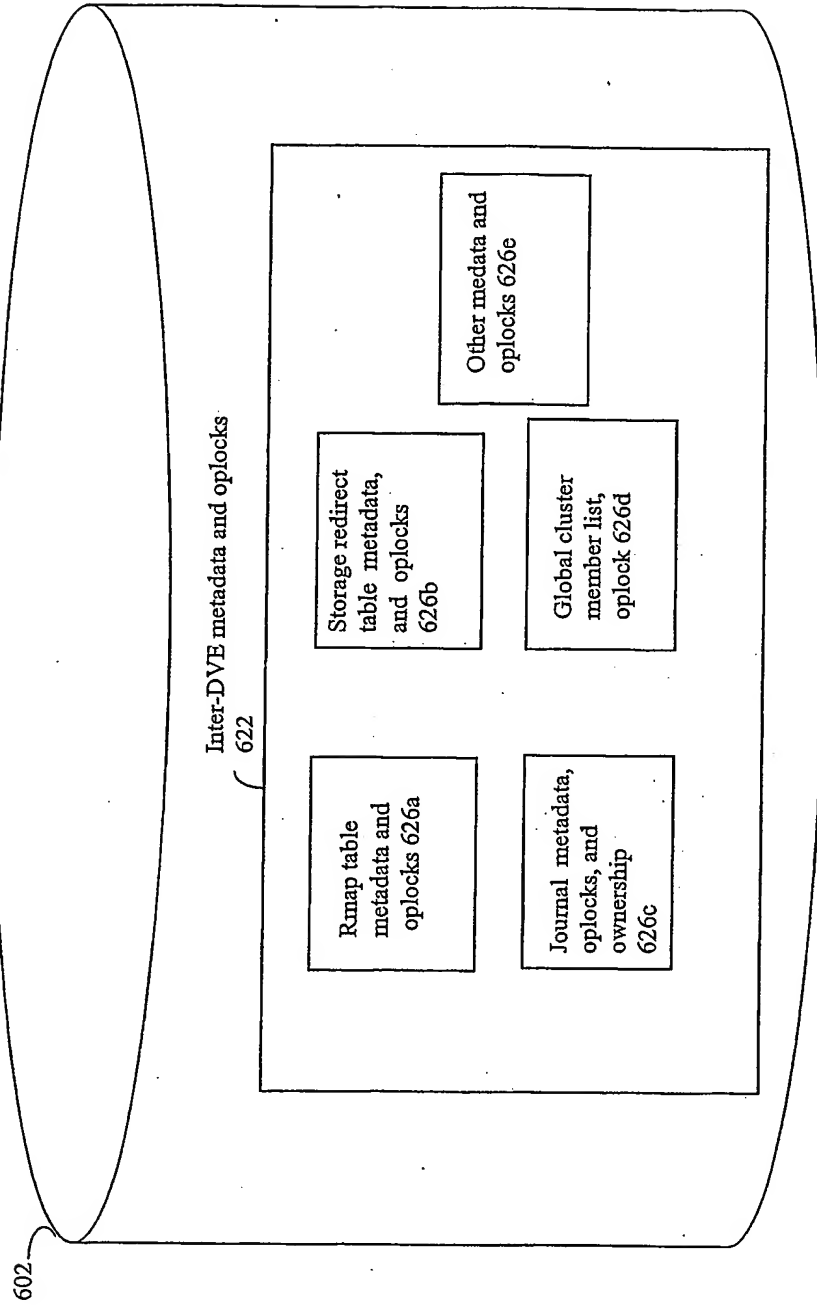 602
Inter-DVE metadata and oplocks
622
Rmap table
metadata and
oplocks 626a
Storage redirect
table metadata,
and oplocks
626b
Other medata and
oplocks 626e
Journal metadata,
oplocks, and
ownership
626c
Global cluster
member list,
oplock 626d